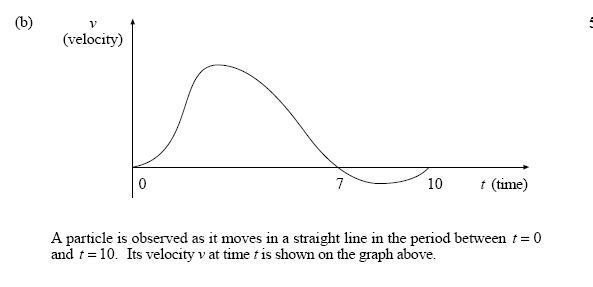 (b)
v
(velocity)
0
7
10
t (time)
A particle is observed as it moves in a straight line in the period between t = 0
and t = 10. Its velocity v at time t is shown on the graph above.